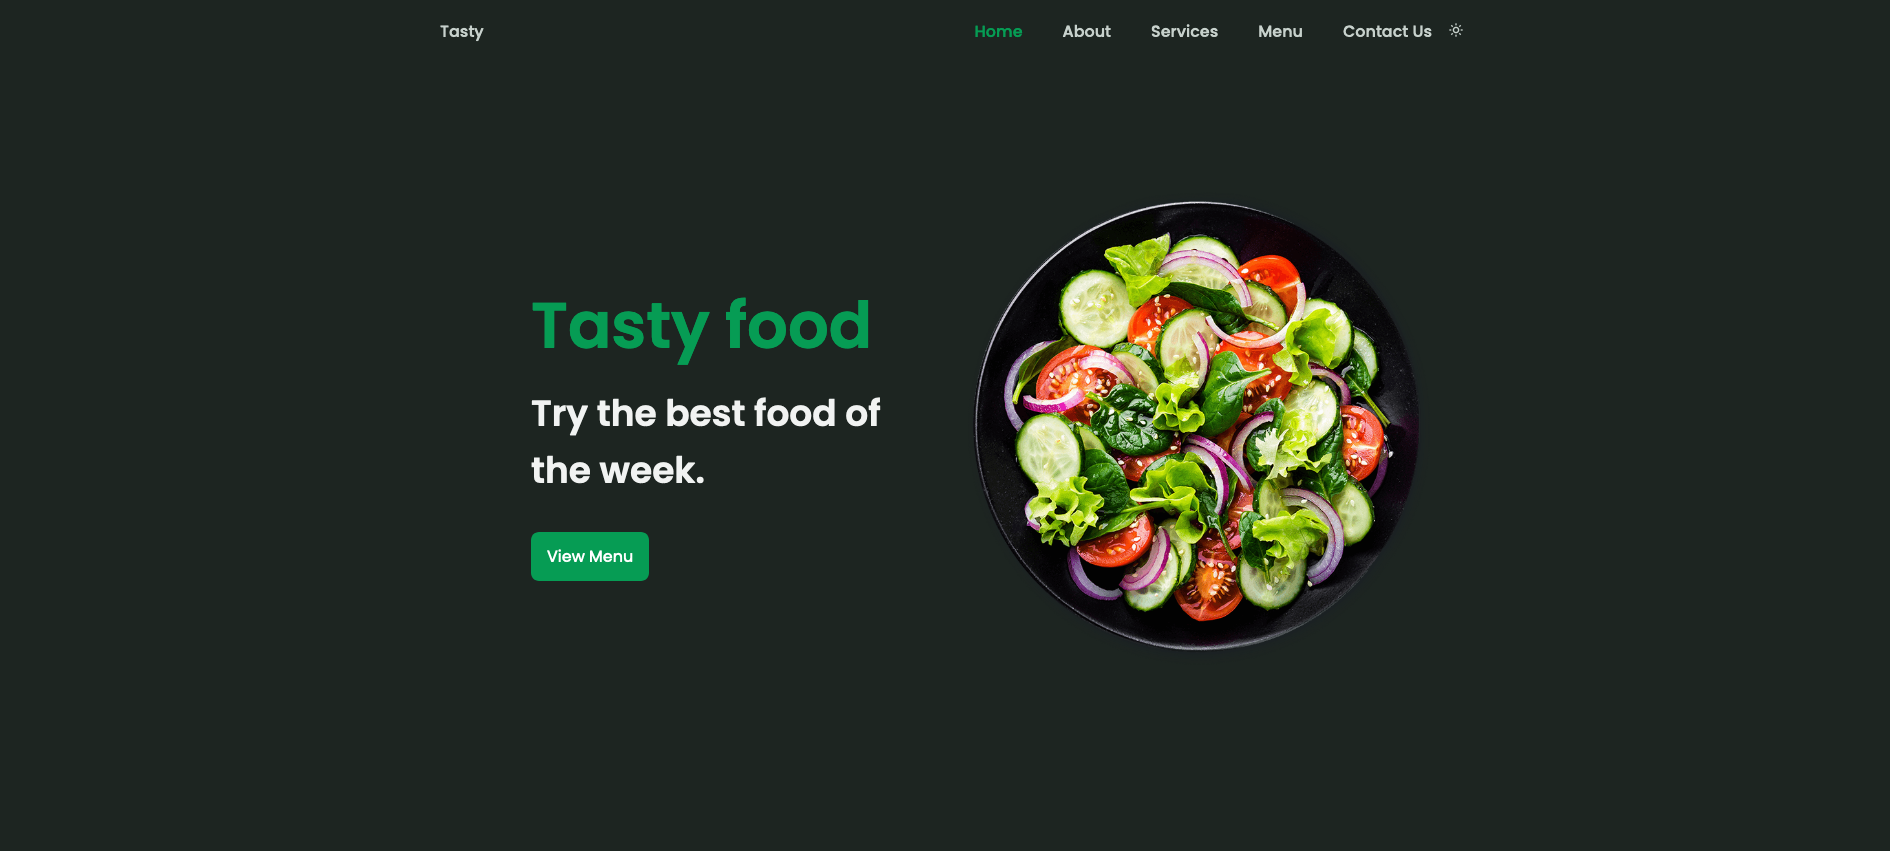 Tasty
Home About Services Menu Contact Us
Tasty food
Try the best food of
the week.
View Menu